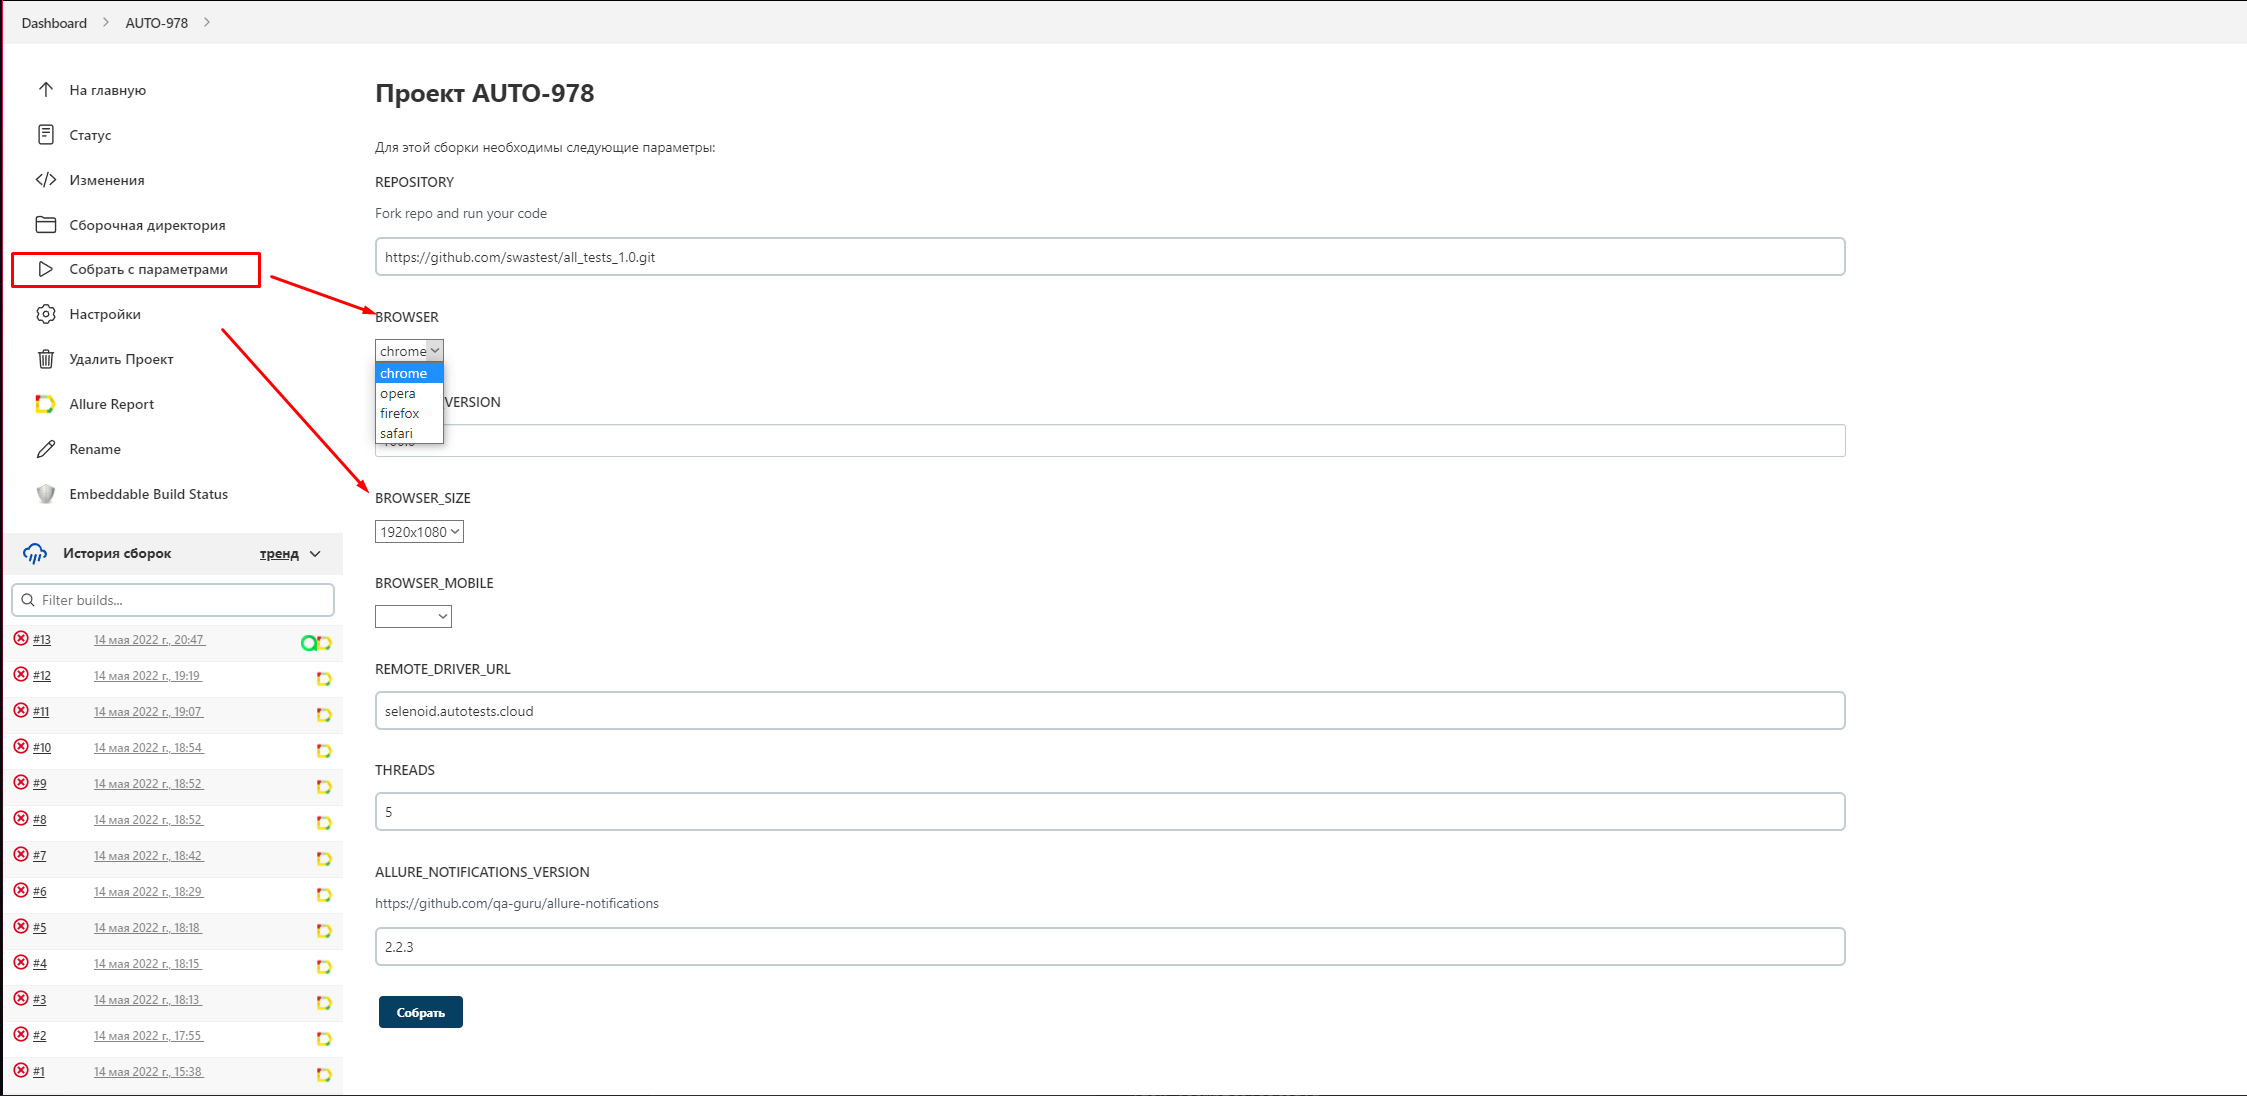 Dashboard AUTO-978
На главную
Статус
Изменения
Сборочная директория
Собрать с параметрами
Настройки
Удалить Проект
Allure Report
Rename
Embeddable Build Status
История сборок тренд
Filter builds...
#13 14 мая 2022 г., 20:47
#12 14 мая 2022 г., 19:19
#11 14 мая 2022 г., 19:07
#10 14 мая 2022 г., 18:54
#9 14 мая 2022 г., 18:52
#8 14 мая 2022 г., 18:52
#7 14 мая 2022 г., 18:42
#6 14 мая 2022 г., 18:29
#5 14 мая 2022 г., 18:18
#4 14 мая 2022 г., 18:15
#3 14 мая 2022 г., 18:13
#2 14 мая 2022 г., 17:55
#1 14 мая 2022 г., 15:38
Проект AUTO-978
Для этой сборки необходимы следующие параметры:
REPOSITORY
Fork repo and run your code
https://github.com/swastest/all_tests_1.0.git
BROWSER
chrome
chrome
opera
firefox
safari
VERSION
BROWSER_SIZE
1920x1080
BROWSER_MOBILE
REMOTE_DRIVER_URL
selenoid.autotests.cloud
THREADS
5
ALLURE_NOTIFICATIONS_VERSION
https://github.com/qa-guru/allure-notifications
2.2.3
Собрать